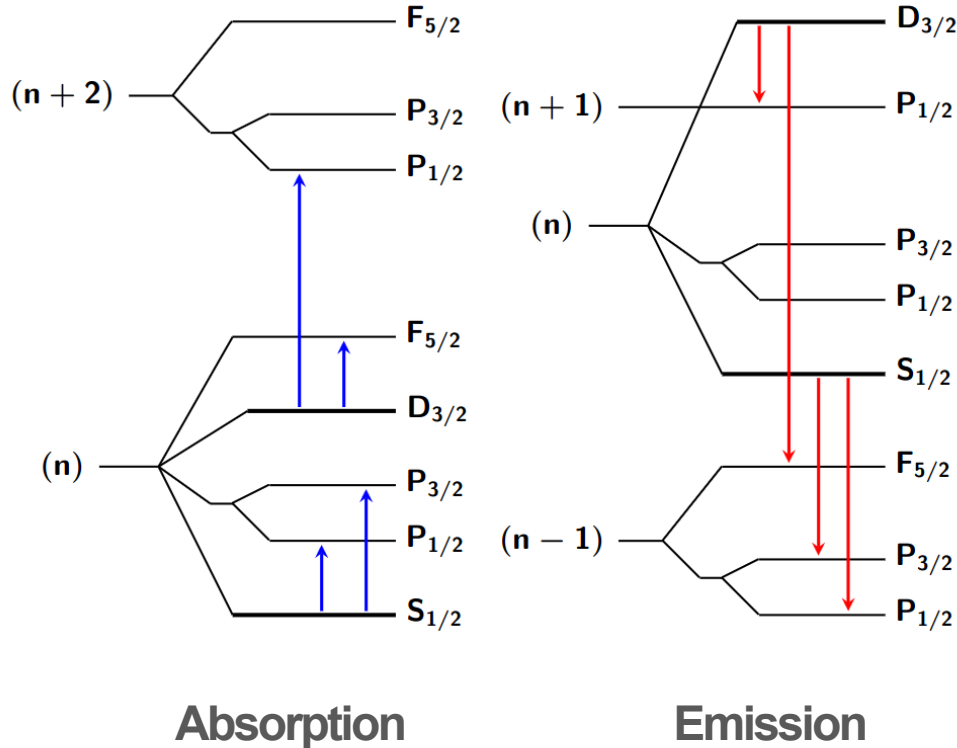 F5/2
(n + 2)
P3/2
P1/2
F5/2
D3/2
(n)
P3/2
P1/2
S1/2
Absorption
D3/2
(n + 1)
P1/2
(n)
P3/2
P1/2
S1/2
F5/2
(n − 1)
P3/2
P1/2
Emission